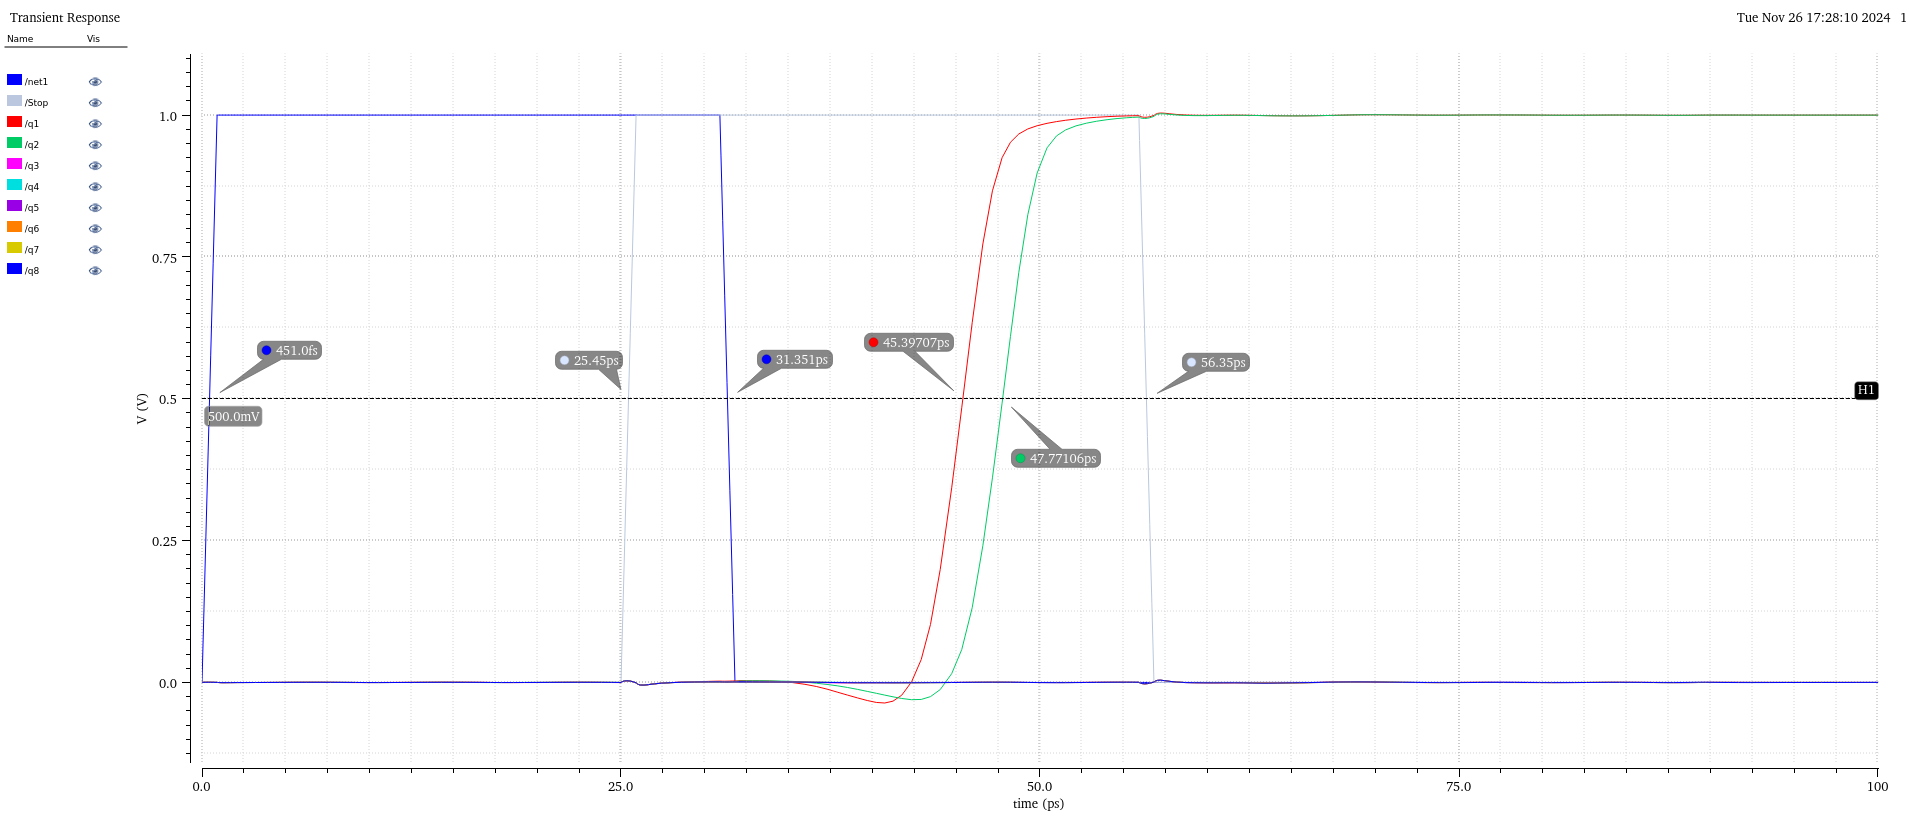 Transient Response
Tue Nov 26 17:28:10 2024 1
Name Vis
/net1
/Stop
/q1
/q2
/q3
/q4
/q5
/q6
/q7
/q8
V (V)
1.0
0.75
0.5
0.25
0.0
451.0fs
500.0mV
25.45ps
31.351ps
45.39707ps
47.77106ps
56.35ps
H1
0.0 25.0 50.0 75.0 100
time (ps)